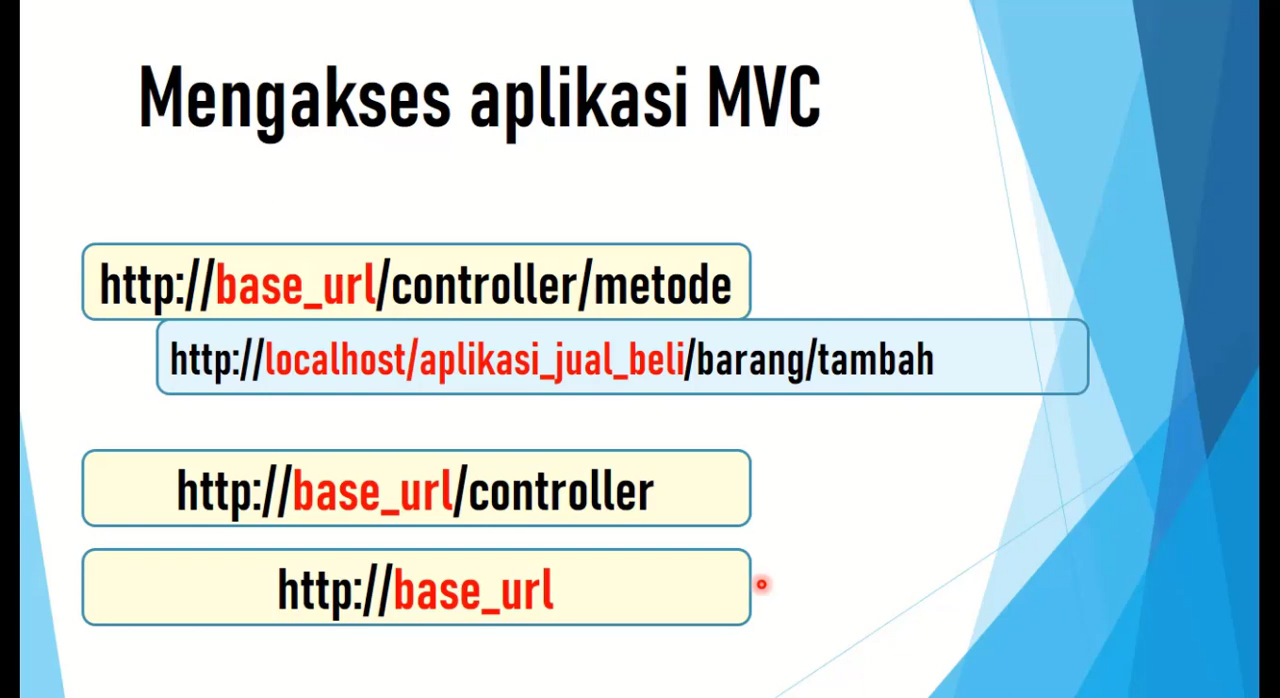 Mengakses aplikasi MVC
http://base_url/controller/metode
http://localhost/aplikasi_jual_beli/barang/tambah
http://base_url/controller
http://base_url